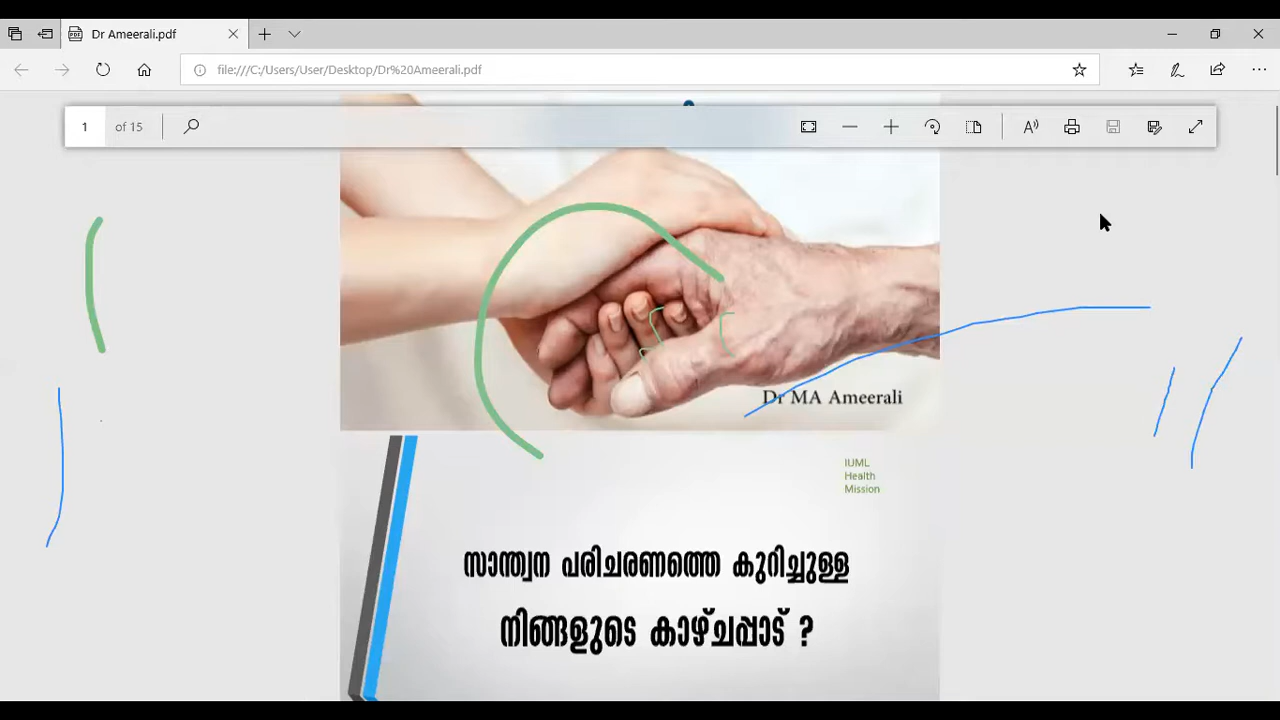 Dr Ameerali.pdf
file:///C:/Users/User/Desktop/Dr%20Ameerali.pdf
1 of 15
Dr MA Ameerali
IUML
Health
Mission
സാന്ത്വന പരിചരണത്തെ കുറിച്ചുള്ള
നിങ്ങളുടെ കാഴ്ചപ്പാട് ?